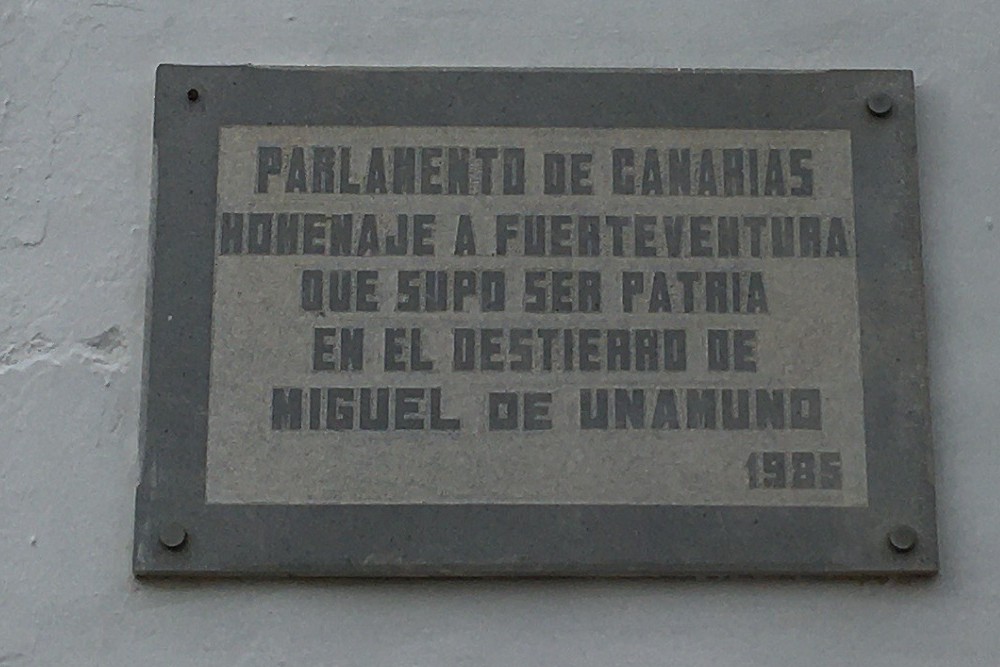 PARLAMENTO DE CANARIAS
HOMENAJE A FUERTEVENTURA
QUE SUPO SER PATRIA
EN EL DESTIERRO DE
MIGUEL DE UNAMUNO
1985